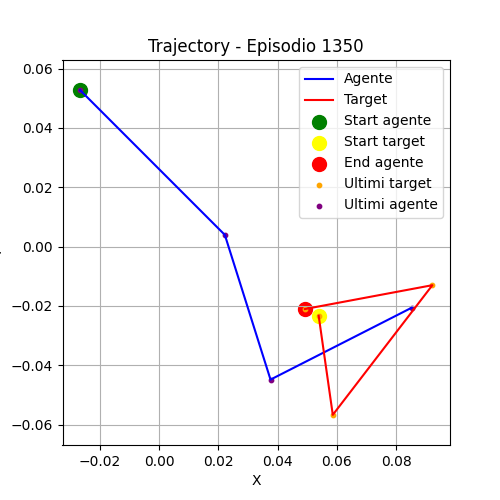 Trajectory - Episodio 1350
Agente
Target
Start agente
Start target
End agente
Ultimi target
Ultimi agente
0.06
0.04
0.02
0.00
−0.02
−0.04
−0.06
−0.02
0.00
0.02
0.04
0.06
0.08
X